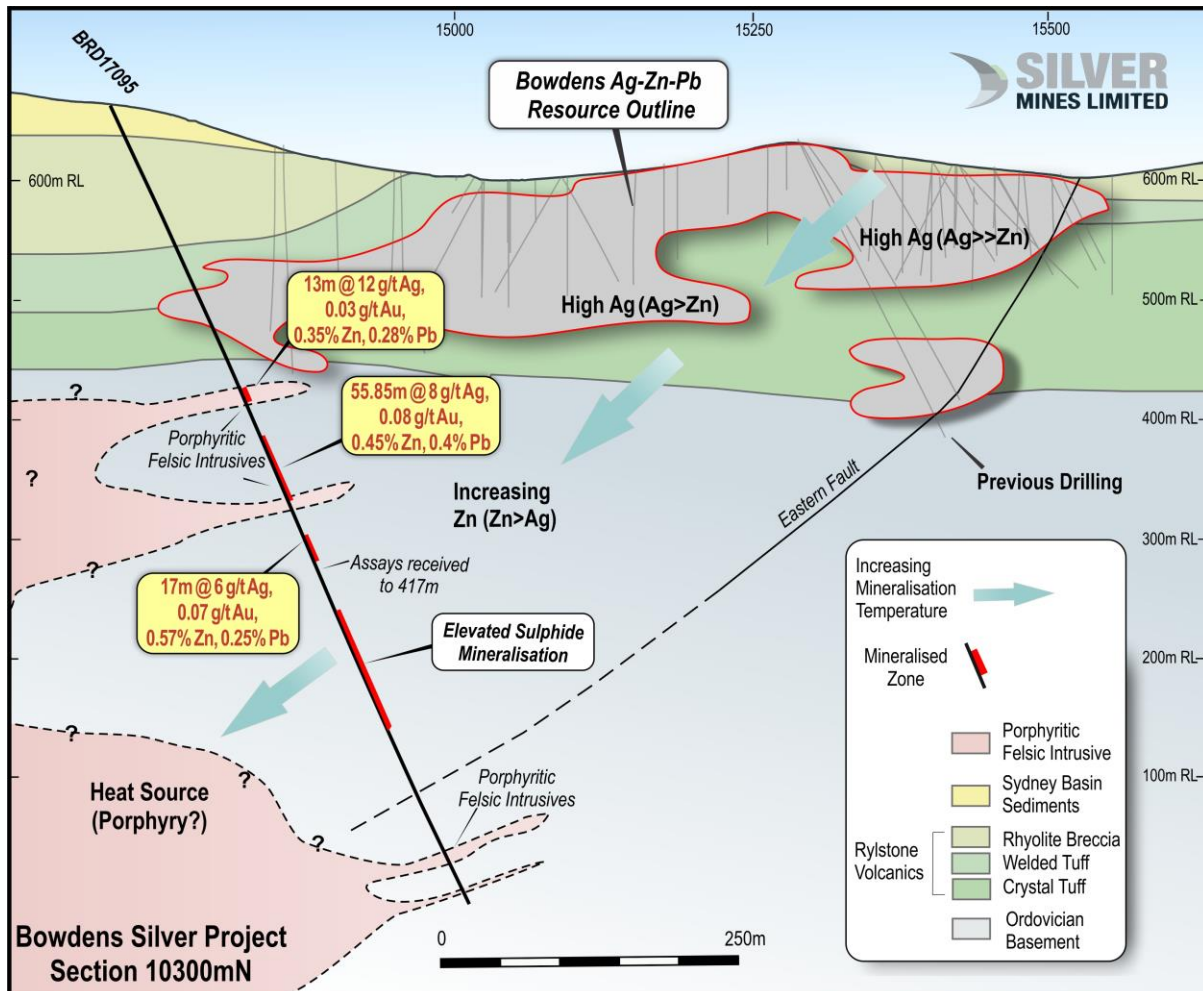 BRD17095
15000
15250
15500
SILVER
MINES LIMITED
Bowdens Ag-Zn-Pb
Resource Outline
600m RL
600m RL
High Ag (Ag>>Zn)
High Ag (Ag>Zn)
500m RL
13m @ 12 g/t Ag,
0.03 g/t Au,
0.35% Zn, 0.28% Pb
?
55.85m @ 8 g/t Ag,
0.08 g/t Au,
0.45% Zn, 0.4% Pb
400m RL
Porphyritic
Felsic Intrusives
?
Increasing
Zn (Zn>Ag)
Previous Drilling
Eastern Fault
?
Assays received
to 417m
300m RL
17m @ 6 g/t Ag,
0.07 g/t Au,
0.57% Zn, 0.25% Pb
Elevated Sulphide
Mineralisation
200m RL
?
?
Heat Source
(Porphyry?)
Porphyritic
Felsic Intrusives
100m RL
?
Increasing
Mineralisation
Temperature
Mineralised
Zone
Porphyritic
Felsic Intrusive
Sydney Basin
Sediments
Rylstone
Volcanics
Rhyolite Breccia
Welded Tuff
Crystal Tuff
Ordovician
Basement
Bowdens Silver Project
Section 10300mN
0
250m